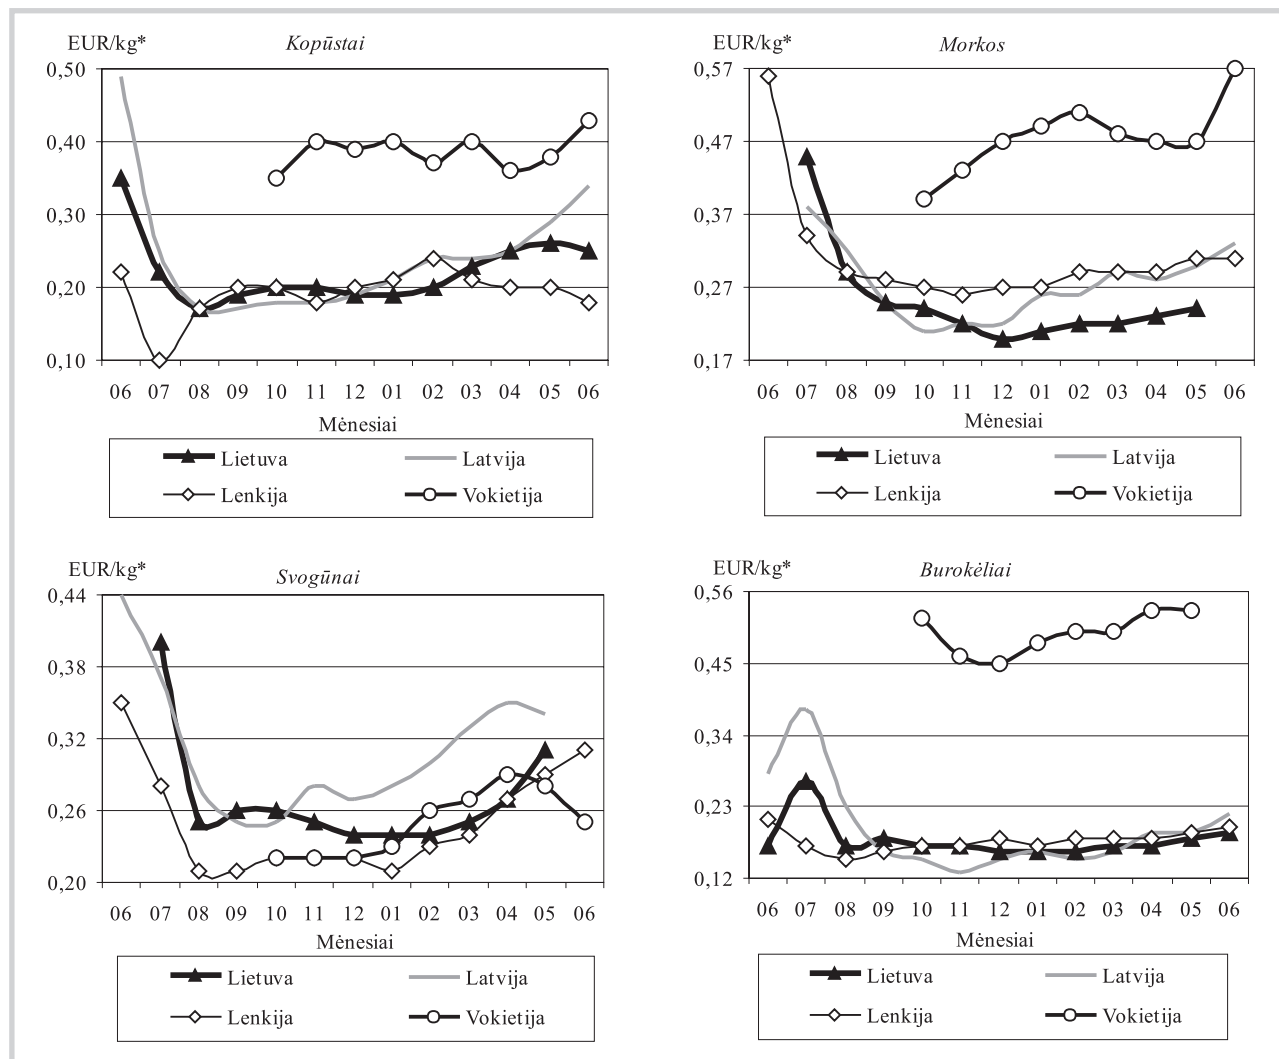 EUR/kg*
Kopūstai
0,50
0,40
0,30
0,20
0,10
06 07 08 09 10 11 12 01 02 03 04 05 06
Mėnesiai
Lietuva Latvija
Lenkija Vokietija
EUR/kg*
Morkos
0,57
0,47
0,37
0,27
0,17
06 07 08 09 10 11 12 01 02 03 04 05 06
Mėnesiai
Lietuva Latvija
Lenkija Vokietija
EUR/kg*
Svogūnai
0,44
0,38
0,32
0,26
0,20
06 07 08 09 10 11 12 01 02 03 04 05 06
Mėnesiai
Lietuva Latvija
Lenkija Vokietija
EUR/kg*
Burokėliai
0,56
0,45
0,34
0,23
0,12
06 07 08 09 10 11 12 01 02 03 04 05 06
Mėnesiai
Lietuva Latvija
Lenkija Vokietija